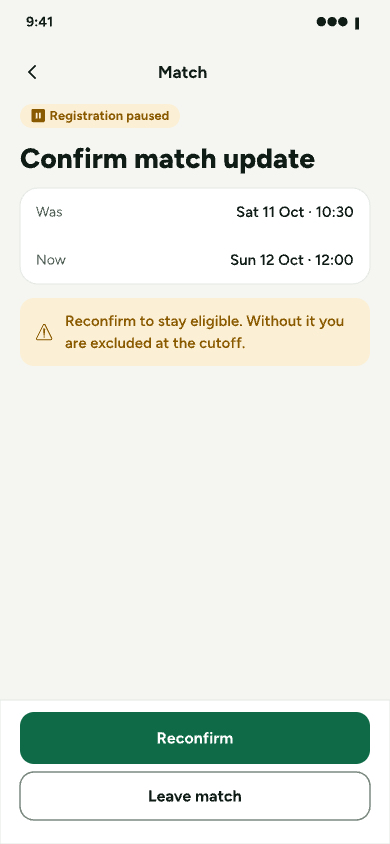 9:41
Match
Registration paused
Confirm match update
Was Sat 11 Oct · 10:30
Now Sun 12 Oct · 12:00
Reconfirm to stay eligible. Without it you
are excluded at the cutoff.
Reconfirm
Leave match